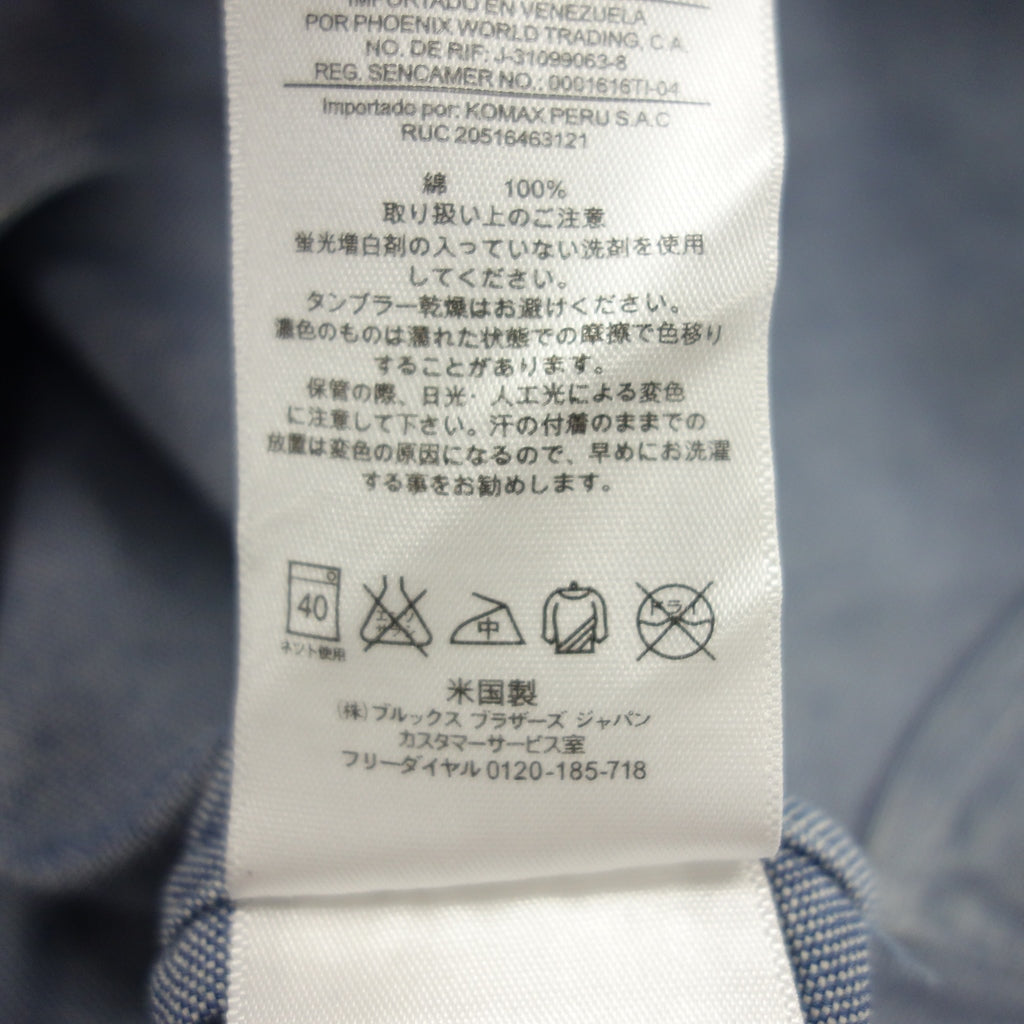 IMPORTADO EN VENEZUELA
POR PHOENIX WORLD TRADING, C.A.
NO. DE RIF: J-31099063-8
REG. SENCAMER NO.: 0001616TI-04
Importado por: KOMAX PERU S.A.C
RUC 20516463121
綿 100%
取り扱い上のご注意
蛍光増白剤の入っていない洗剤を使用
してください。
タンブラー乾燥はお避けください。
濃色のものは濡れた状態での摩擦で色移り
することがあります。
保管の際、日光・人工光による変色
に注意して下さい。汗の付着のままでの
放置は変色の原因になるので、早めにお洗濯
する事をお勧めします。
40 エンソ サラシ 中 ドライ
ネット使用
米国製
(株)ブルックス ブラザーズ ジャパン
カスタマーサービス室
フリーダイヤル 0120-185-718